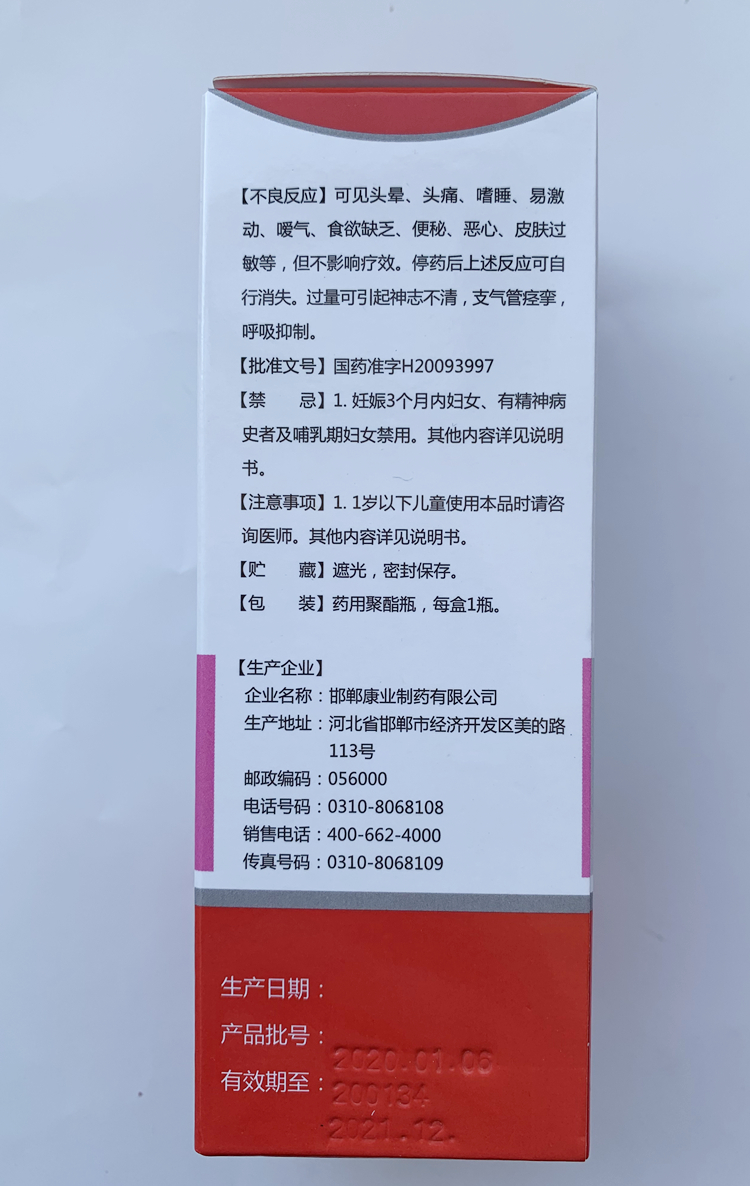 【不良反应】可见头晕、头痛、嗜睡、易激
动、嗳气、食欲缺乏、便秘、恶心、皮肤过
敏等，但不影响疗效。停药后上述反应可自
行消失。过量可引起神志不清，支气管痉挛，
呼吸抑制。
【批准文号】国药准字H20093997
【禁 忌】1. 妊娠3个月内妇女、有精神病
史者及哺乳期妇女禁用。其他内容详见说明
书。
【注意事项】1. 1岁以下儿童使用本品时请咨
询医师。其他内容详见说明书。
【贮 藏】遮光，密封保存。
【包 装】药用聚酯瓶，每盒1瓶。
【生产企业】
企业名称：邯郸康业制药有限公司
生产地址：河北省邯郸市经济开发区美的路
113号
邮政编码：056000
电话号码：0310-8068108
销售电话：400-662-4000
传真号码：0310-8068109
生产日期：
产品批号：
2020.01.06
有效期至：
200134
2021.12.